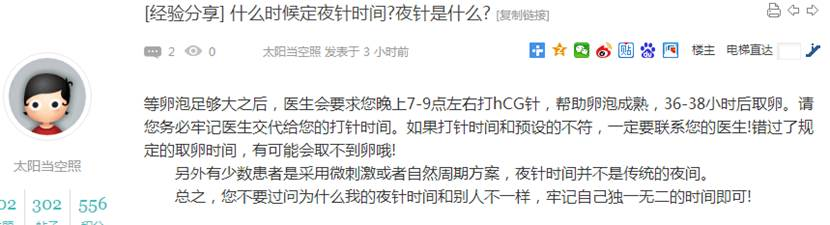 [经验分享] 什么时候定夜针时间?夜针是什么? [复制链接]
2 0 太阳当空照 发表于 3 小时前 楼主 电梯直达
等卵泡足够大之后，医生会要求您晚上7-9点左右打hCG针，帮助卵泡成熟，36-38小时后取卵。请
您务必牢记医生交代给您的打针时间。如果打针时间和预设的不符，一定要联系您的医生!错过了规
定的取卵时间，有可能会取不到卵哦!
另外有少数患者是采用微刺激或者自然周期方案，夜针时间并不是传统的夜间。
总之，您不要过问为什么我的夜针时间和别人不一样，牢记自己独一无二的时间即可!
太阳当空照
02 302 556